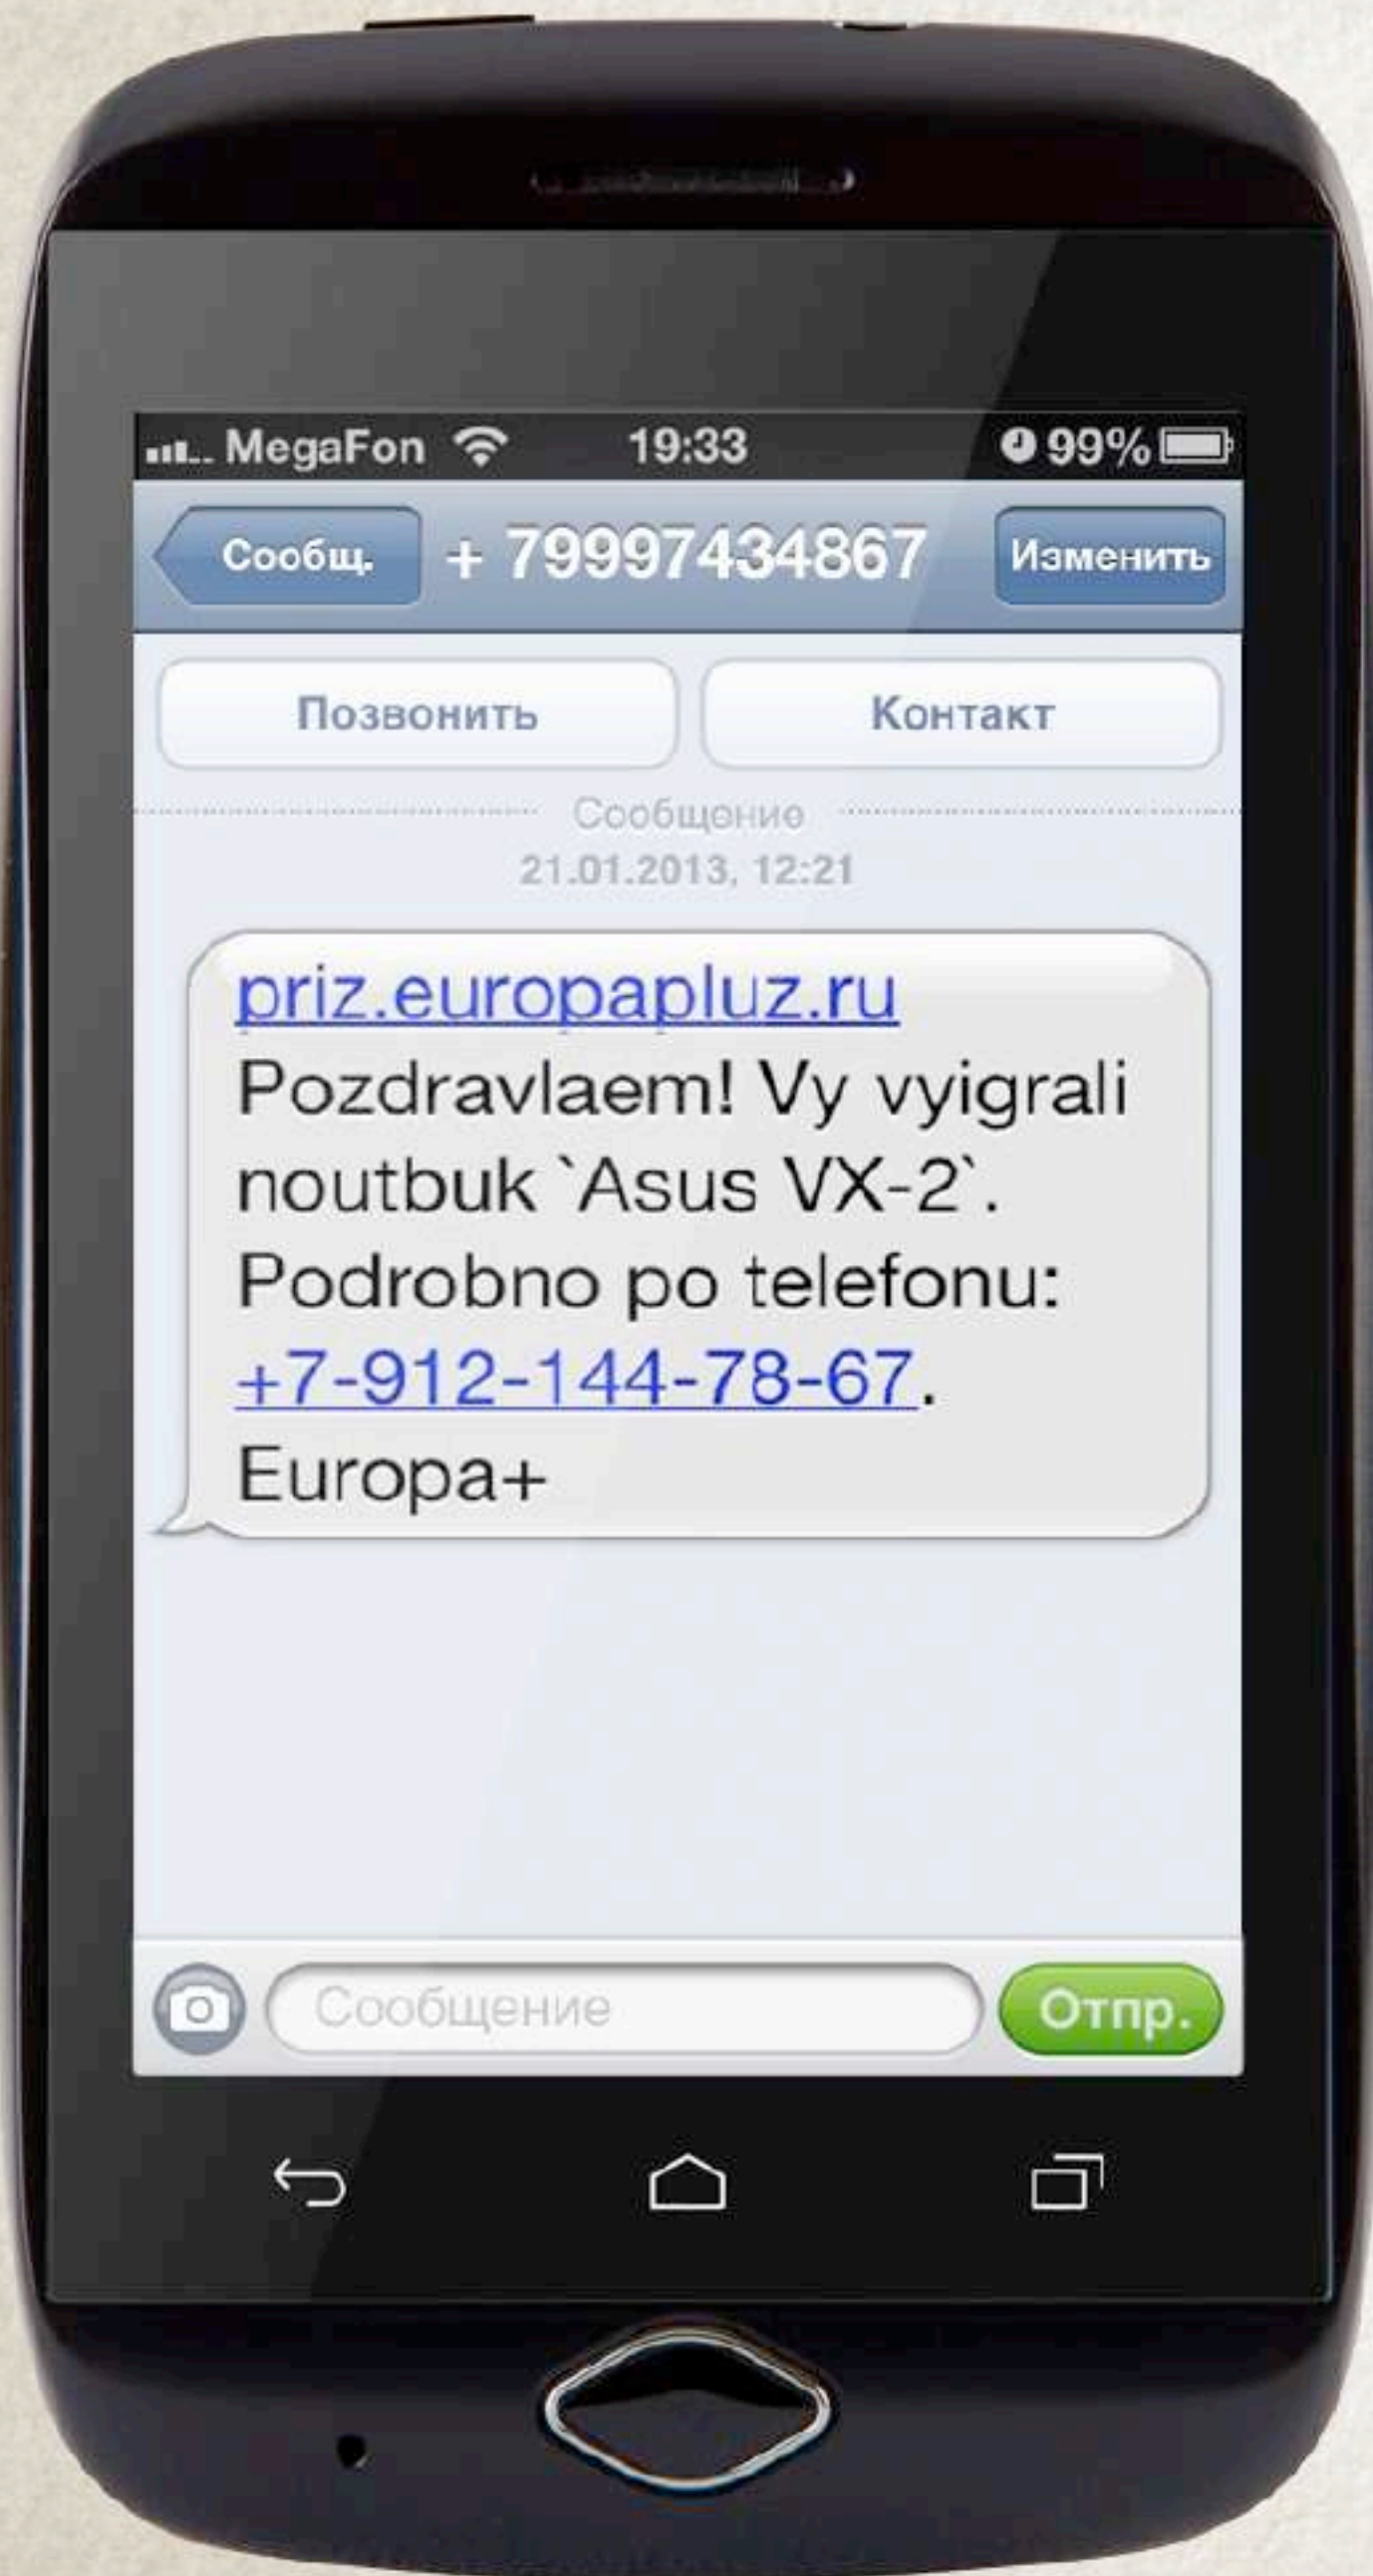 MegaFon 19:33 99%
Сообщ. + 79997434867 Изменить
Позвонить Контакт
Сообщение
21.01.2013, 12:21
priz.europapluz.ru
Pozdravlaem! Vy vyigrali
noutbuk `Asus VX-2`.
Podrobno po telefonu:
+7-912-144-78-67.
Europa+
Сообщение Отпр.